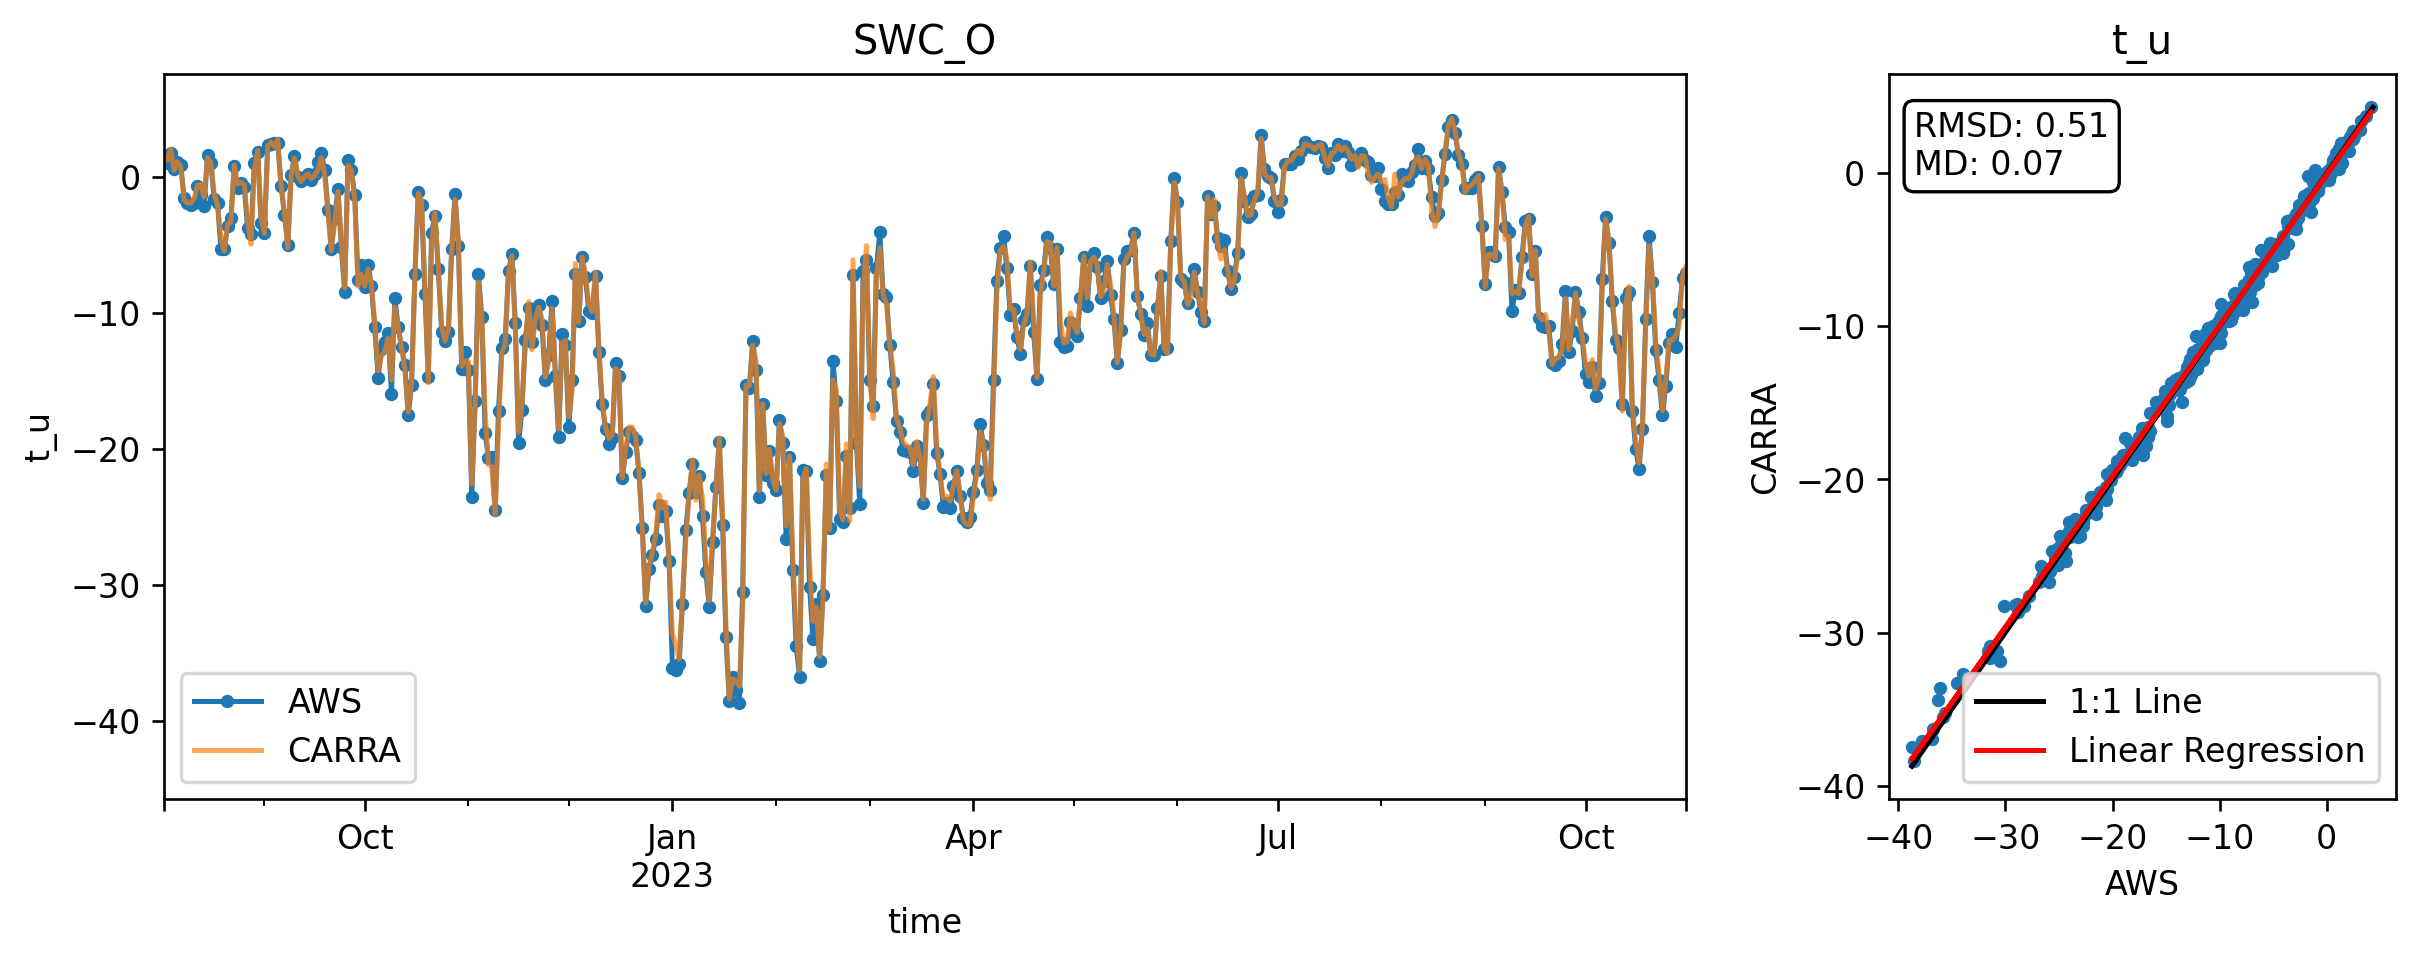 SWC_O
t_u
0
−10
−20
−30
−40
AWS
CARRA
Oct
Jan
2023
Apr
Jul
Oct
time
t_u
RMSD: 0.51
MD: 0.07
CARRA
0
−10
−20
−30
−40
1:1 Line
Linear Regression
−40
−30
−20
−10
0
AWS